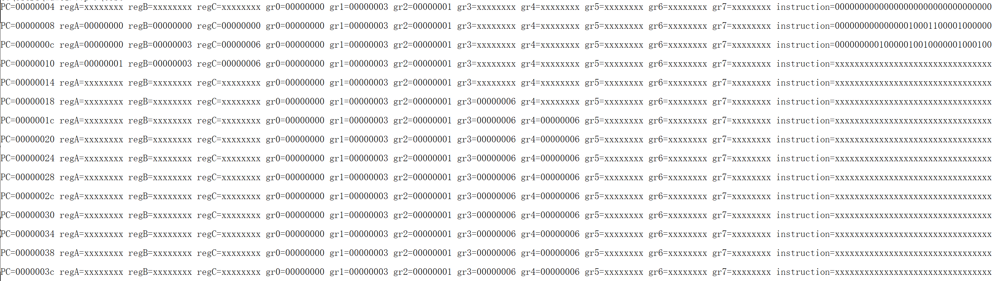 PC=00000004 regA=xxxxxxxx regB=xxxxxxxx regC=xxxxxxxx gr0=00000000 gr1=00000003 gr2=00000001 gr3=xxxxxxxx gr4=xxxxxxxx gr5=xxxxxxxx gr6=xxxxxxxx gr7=xxxxxxxx instruction=00000000000000000000000000000000
PC=00000008 regA=00000000 regB=00000000 regC=00000000 gr0=00000000 gr1=00000003 gr2=00000001 gr3=xxxxxxxx gr4=xxxxxxxx gr5=xxxxxxxx gr6=xxxxxxxx gr7=xxxxxxxx instruction=00000000000000010001100001000000
PC=0000000c regA=00000000 regB=00000003 regC=00000006 gr0=00000000 gr1=00000003 gr2=00000001 gr3=xxxxxxxx gr4=xxxxxxxx gr5=xxxxxxxx gr6=xxxxxxxx gr7=xxxxxxxx instruction=00000000010000010010000001000100
PC=00000010 regA=00000001 regB=00000003 regC=00000006 gr0=00000000 gr1=00000003 gr2=00000001 gr3=xxxxxxxx gr4=xxxxxxxx gr5=xxxxxxxx gr6=xxxxxxxx gr7=xxxxxxxx instruction=xxxxxxxxxxxxxxxxxxxxxxxxxxxxxxxx
PC=00000014 regA=xxxxxxxx regB=xxxxxxxx regC=xxxxxxxx gr0=00000000 gr1=00000003 gr2=00000001 gr3=xxxxxxxx gr4=xxxxxxxx gr5=xxxxxxxx gr6=xxxxxxxx gr7=xxxxxxxx instruction=xxxxxxxxxxxxxxxxxxxxxxxxxxxxxxxx
PC=00000018 regA=xxxxxxxx regB=xxxxxxxx regC=xxxxxxxx gr0=00000000 gr1=00000003 gr2=00000001 gr3=00000006 gr4=xxxxxxxx gr5=xxxxxxxx gr6=xxxxxxxx gr7=xxxxxxxx instruction=xxxxxxxxxxxxxxxxxxxxxxxxxxxxxxxx
PC=0000001c regA=xxxxxxxx regB=xxxxxxxx regC=xxxxxxxx gr0=00000000 gr1=00000003 gr2=00000001 gr3=00000006 gr4=00000006 gr5=xxxxxxxx gr6=xxxxxxxx gr7=xxxxxxxx instruction=xxxxxxxxxxxxxxxxxxxxxxxxxxxxxxxx
PC=00000020 regA=xxxxxxxx regB=xxxxxxxx regC=xxxxxxxx gr0=00000000 gr1=00000003 gr2=00000001 gr3=00000006 gr4=00000006 gr5=xxxxxxxx gr6=xxxxxxxx gr7=xxxxxxxx instruction=xxxxxxxxxxxxxxxxxxxxxxxxxxxxxxxx
PC=00000024 regA=xxxxxxxx regB=xxxxxxxx regC=xxxxxxxx gr0=00000000 gr1=00000003 gr2=00000001 gr3=00000006 gr4=00000006 gr5=xxxxxxxx gr6=xxxxxxxx gr7=xxxxxxxx instruction=xxxxxxxxxxxxxxxxxxxxxxxxxxxxxxxx
PC=00000028 regA=xxxxxxxx regB=xxxxxxxx regC=xxxxxxxx gr0=00000000 gr1=00000003 gr2=00000001 gr3=00000006 gr4=00000006 gr5=xxxxxxxx gr6=xxxxxxxx gr7=xxxxxxxx instruction=xxxxxxxxxxxxxxxxxxxxxxxxxxxxxxxx
PC=0000002c regA=xxxxxxxx regB=xxxxxxxx regC=xxxxxxxx gr0=00000000 gr1=00000003 gr2=00000001 gr3=00000006 gr4=00000006 gr5=xxxxxxxx gr6=xxxxxxxx gr7=xxxxxxxx instruction=xxxxxxxxxxxxxxxxxxxxxxxxxxxxxxxx
PC=00000030 regA=xxxxxxxx regB=xxxxxxxx regC=xxxxxxxx gr0=00000000 gr1=00000003 gr2=00000001 gr3=00000006 gr4=00000006 gr5=xxxxxxxx gr6=xxxxxxxx gr7=xxxxxxxx instruction=xxxxxxxxxxxxxxxxxxxxxxxxxxxxxxxx
PC=00000034 regA=xxxxxxxx regB=xxxxxxxx regC=xxxxxxxx gr0=00000000 gr1=00000003 gr2=00000001 gr3=00000006 gr4=00000006 gr5=xxxxxxxx gr6=xxxxxxxx gr7=xxxxxxxx instruction=xxxxxxxxxxxxxxxxxxxxxxxxxxxxxxxx
PC=00000038 regA=xxxxxxxx regB=xxxxxxxx regC=xxxxxxxx gr0=00000000 gr1=00000003 gr2=00000001 gr3=00000006 gr4=00000006 gr5=xxxxxxxx gr6=xxxxxxxx gr7=xxxxxxxx instruction=xxxxxxxxxxxxxxxxxxxxxxxxxxxxxxxx
PC=0000003c regA=xxxxxxxx regB=xxxxxxxx regC=xxxxxxxx gr0=00000000 gr1=00000003 gr2=00000001 gr3=00000006 gr4=00000006 gr5=xxxxxxxx gr6=xxxxxxxx gr7=xxxxxxxx instruction=xxxxxxxxxxxxxxxxxxxxxxxxxxxxxxxx